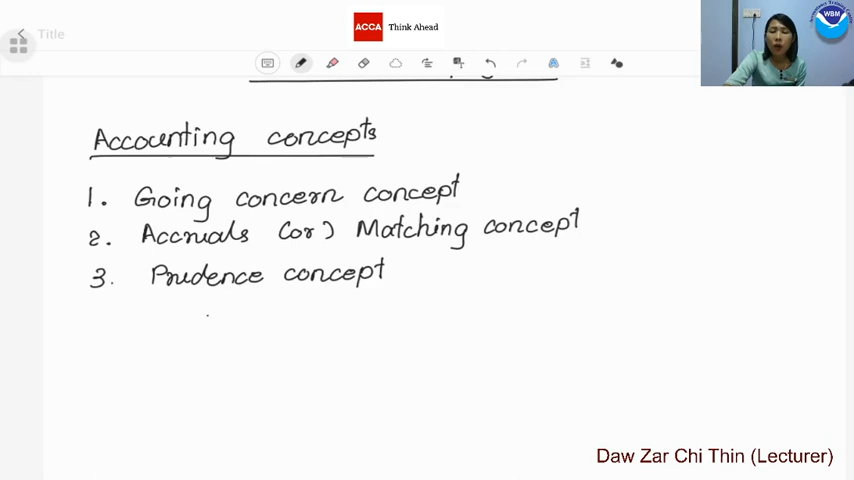 Title
ACCA Think Ahead
WBM
Accounting concepts
1. Going concern concept
2. Accruals (or) Matching concept
3. Prudence concept
Daw Zar Chi Thin (Lecturer)